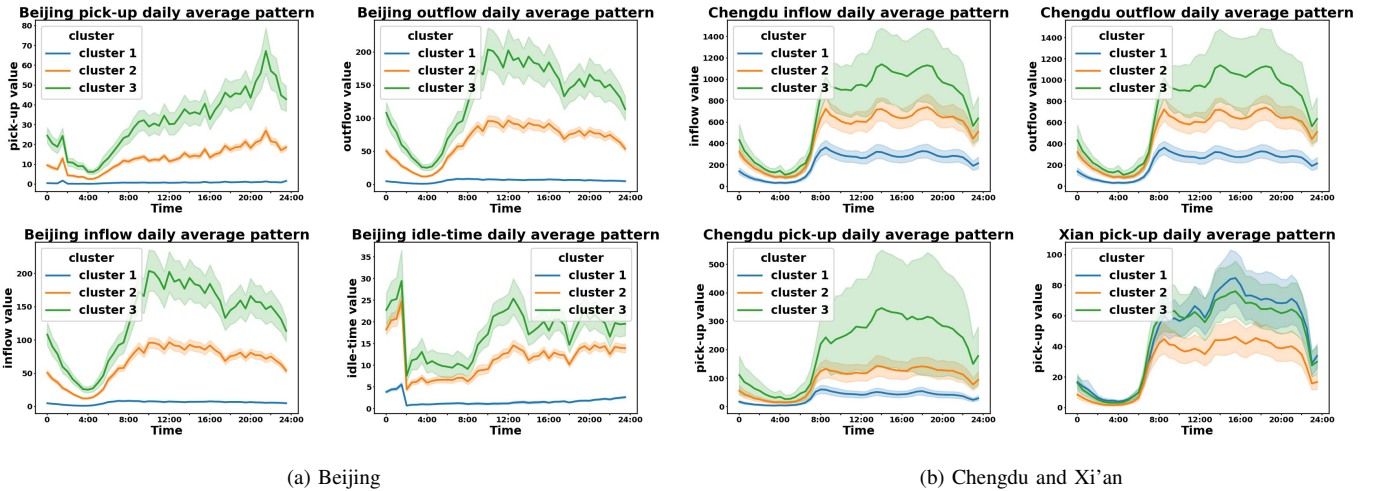 Beijing pick-up daily average pattern
80
70
60
50
40
30
20
10
0
pick-up value
cluster
cluster 1
cluster 2
cluster 3
0 4:00 8:00 12:00 16:00 20:00 24:00
Time
Beijing outflow daily average pattern
200
150
100
50
0
outflow value
cluster
cluster 1
cluster 2
cluster 3
0 4:00 8:00 12:00 16:00 20:00 24:00
Time
Chengdu inflow daily average pattern
1400
1200
1000
800
600
400
200
0
inflow value
cluster
cluster 1
cluster 2
cluster 3
0 4:00 8:00 12:00 16:00 20:00 24:00
Time
Chengdu outflow daily average pattern
1400
1200
1000
800
600
400
200
0
outflow value
cluster
cluster 1
cluster 2
cluster 3
0 4:00 8:00 12:00 16:00 20:00 24:00
Time
Beijing inflow daily average pattern
200
150
100
50
0
inflow value
cluster
cluster 1
cluster 2
cluster 3
0 4:00 8:00 12:00 16:00 20:00 24:00
Time
Beijing idle-time daily average pattern
35
30
25
20
15
10
5
0
idle-time value
cluster
cluster 1
cluster 2
cluster 3
0 4:00 8:00 12:00 16:00 20:00 24:00
Time
Chengdu pick-up daily average pattern
500
400
300
200
100
0
pick-up value
cluster
cluster 1
cluster 2
cluster 3
0 4:00 8:00 12:00 16:00 20:00 24:00
Time
Xian pick-up daily average pattern
100
80
60
40
20
0
pick-up value
cluster
cluster 1
cluster 2
cluster 3
0 4:00 8:00 12:00 16:00 20:00 24:00
Time
(a) Beijing
(b) Chengdu and Xi'an